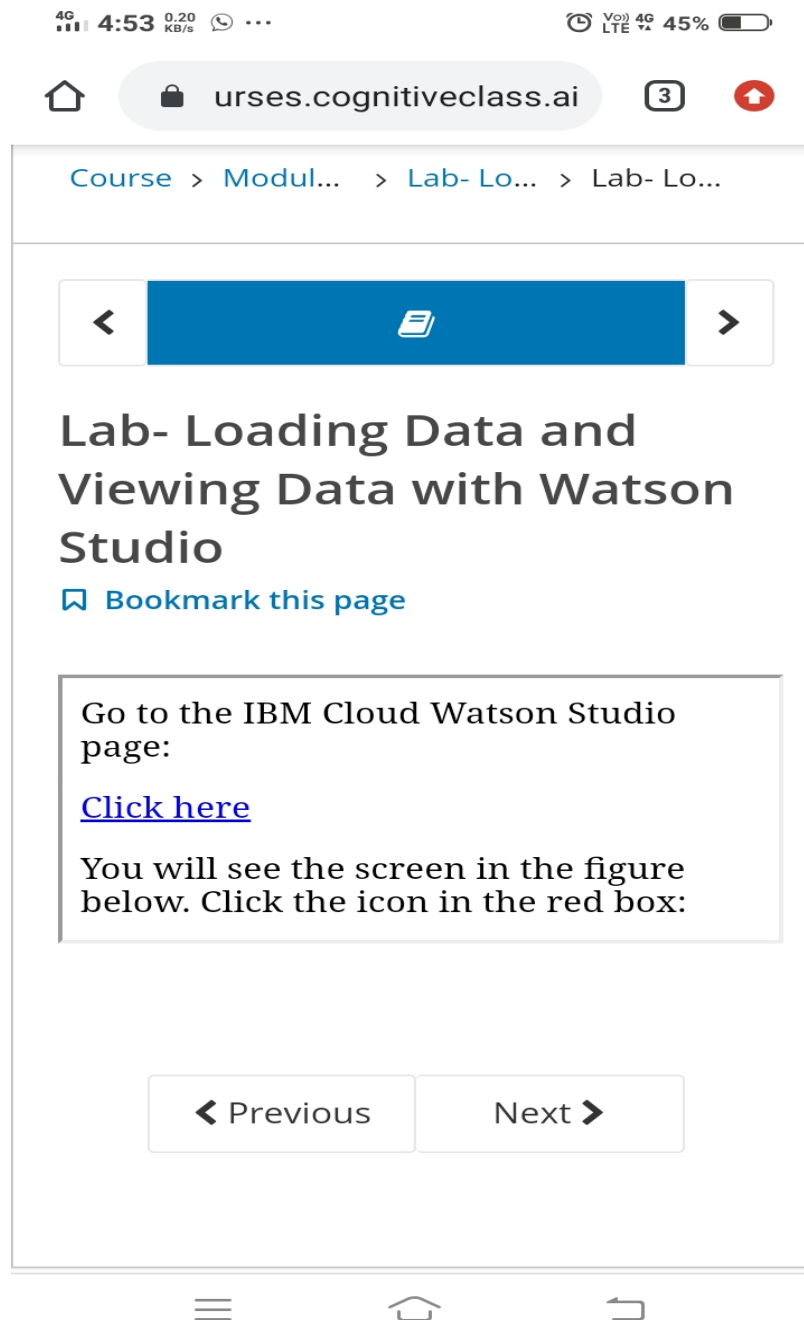 4G 4:53 0.20 KB/s ... Vo)) LTE 4G 45%
urses.cognitiveclass.ai 3
Course > Modul... > Lab- Lo... > Lab- Lo...
Lab- Loading Data and
Viewing Data with Watson
Studio
Bookmark this page
Go to the IBM Cloud Watson Studio
page:
Click here
You will see the screen in the figure
below. Click the icon in the red box:
Previous Next